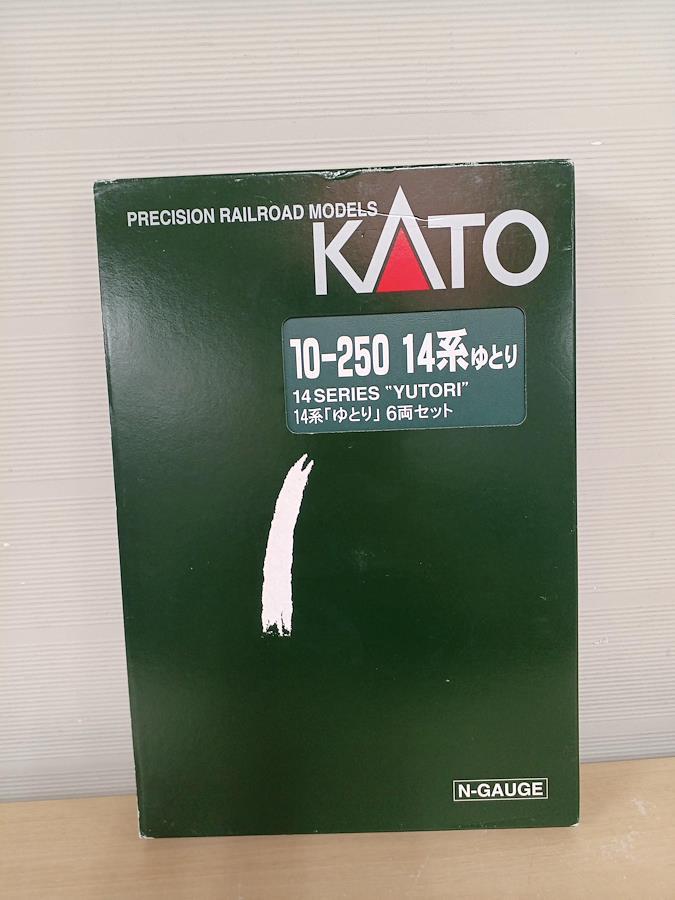 PRECISION RAILROAD MODELS
KATO
10-250 14系ゆとり
14 SERIES "YUTORI"
14系「ゆとり」6両セット
N-GAUGE